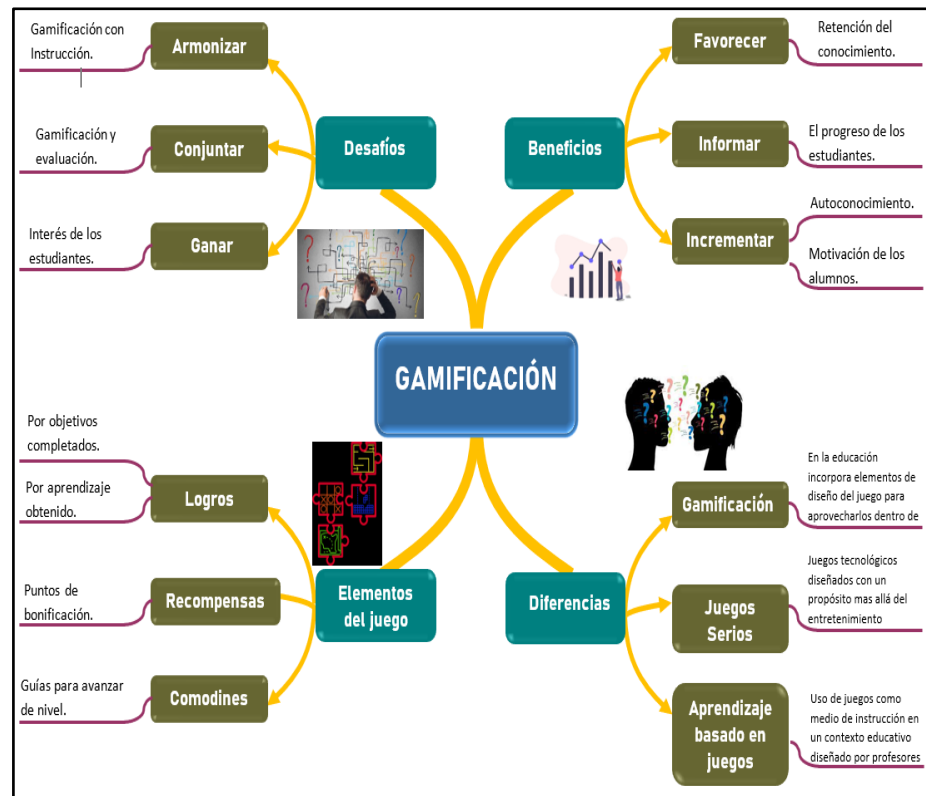 GAMIFICACIÓN
Desafíos
Armonizar
Gamificación con
Instrucción.
Conjuntar
Gamificación y
evaluación.
Ganar
Interés de los
estudiantes.
Beneficios
Favorecer
Retención del
conocimiento.
Informar
El progreso de los
estudiantes.
Incrementar
Autoconocimiento.
Motivación de los
alumnos.
Elementos
del juego
Logros
Por objetivos
completados.
Por aprendizaje
obtenido.
Recompensas
Puntos de
bonificación.
Comodines
Guías para avanzar
de nivel.
Diferencias
Gamificación
En la educación
incorpora elementos de
diseño del juego para
aprovecharlos dentro de
Juegos
Serios
Juegos tecnológicos
diseñados con un
propósito mas allá del
entretenimiento
Aprendizaje
basado en
juegos
Uso de juegos como
medio de instrucción en
un contexto educativo
diseñado por profesores